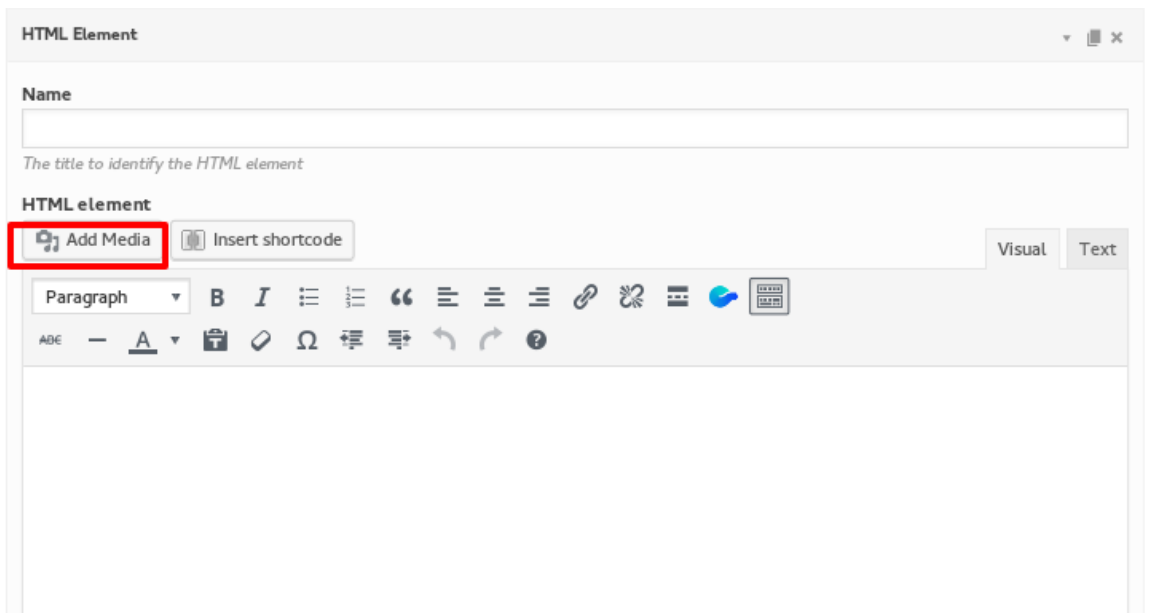 HTML Element
Name
The title to identify the HTML element
HTML element
Add Media Insert shortcode
Visual Text
Paragraph B I
ABE A T Ω ?